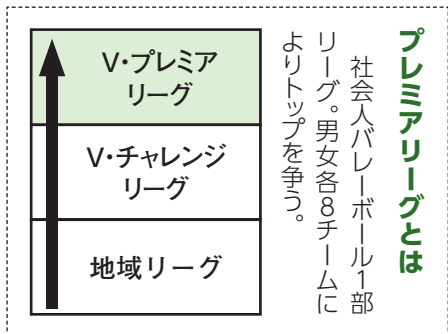 プレミアリーグとは
社会人バレーボール1部
リーグ。男女各8チームに
よりトップを争う。
V・プレミア
リーグ
V・チャレンジ
リーグ
地域リーグ